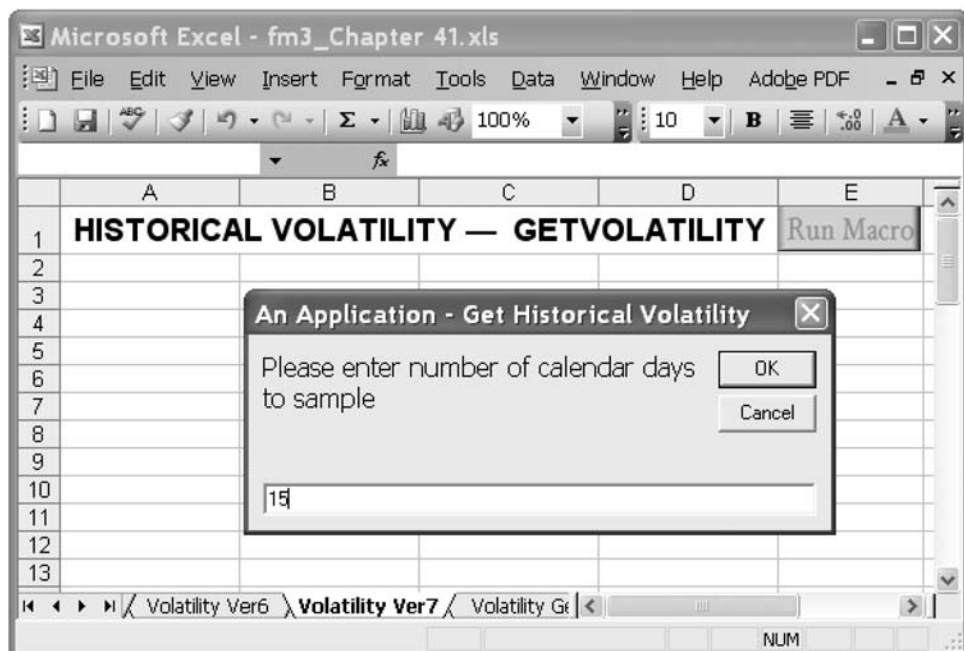 Microsoft Excel - fm3_Chapter 41.xls
File Edit View Insert Format Tools Data Window Help Adobe PDF
ABC Σ 100% 10 B A
fx
A B C D E
1 HISTORICAL VOLATILITY — GETVOLATILITY Run Macro
2
3
An Application - Get Historical Volatility
4
5
Please enter number of calendar days OK
6
to sample
7
Cancel
8
9
10
15
11
12
13
Volatility Ver6 Volatility Ver7 Volatility Ge
NUM